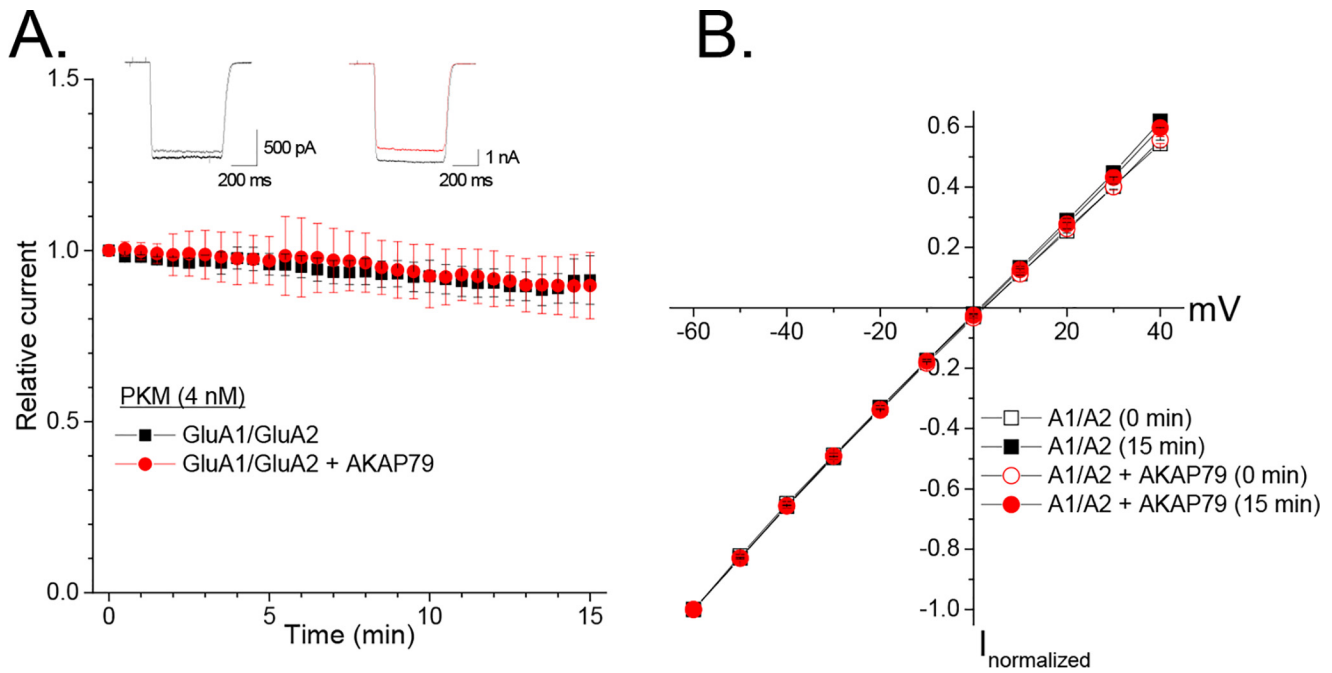 A.
500 pA
200 ms
1 nA
200 ms
1.5
1.0
0.5
0.0
Relative current
PKM (4 nM)
GluA1/GluA2
GluA1/GluA2 + AKAP79
0
5
10
15
Time (min)
B.
0.6
0.4
0.2
-60
-40
-20
20
40
mV
-0.2
-0.4
-0.6
-0.8
-1.0
A1/A2 (0 min)
A1/A2 (15 min)
A1/A2 + AKAP79 (0 min)
A1/A2 + AKAP79 (15 min)
Inormalized